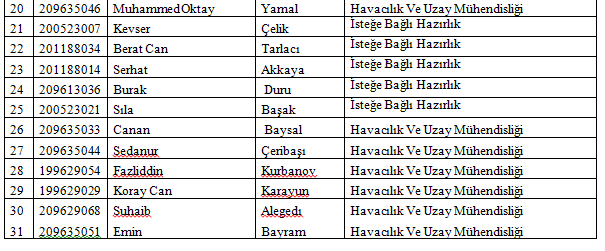 20 209635046 MuhammedOktay Yamal Havacılık Ve Uzay Mühendisliği
21 200523007 Kevser Çelik İsteğe Bağlı Hazırlık
22 201188034 Berat Can Tarlacı İsteğe Bağlı Hazırlık
23 201188014 Serhat Akkaya İsteğe Bağlı Hazırlık
24 209613036 Burak Duru İsteğe Bağlı Hazırlık
25 200523021 Sıla Başak İsteğe Bağlı Hazırlık
26 209635033 Canan Baysal Havacılık Ve Uzay Mühendisliği
27 209635044 Sedanur Çeribaşı Havacılık Ve Uzay Mühendisliği
28 199629054 Fazliddin Kurbanov Havacılık Ve Uzay Mühendisliği
29 199629029 Koray Can Karayun Havacılık Ve Uzay Mühendisliği
30 209629068 Suhaib Alegedı Havacılık Ve Uzay Mühendisliği
31 209635051 Emin Bayram Havacılık Ve Uzay Mühendisliği